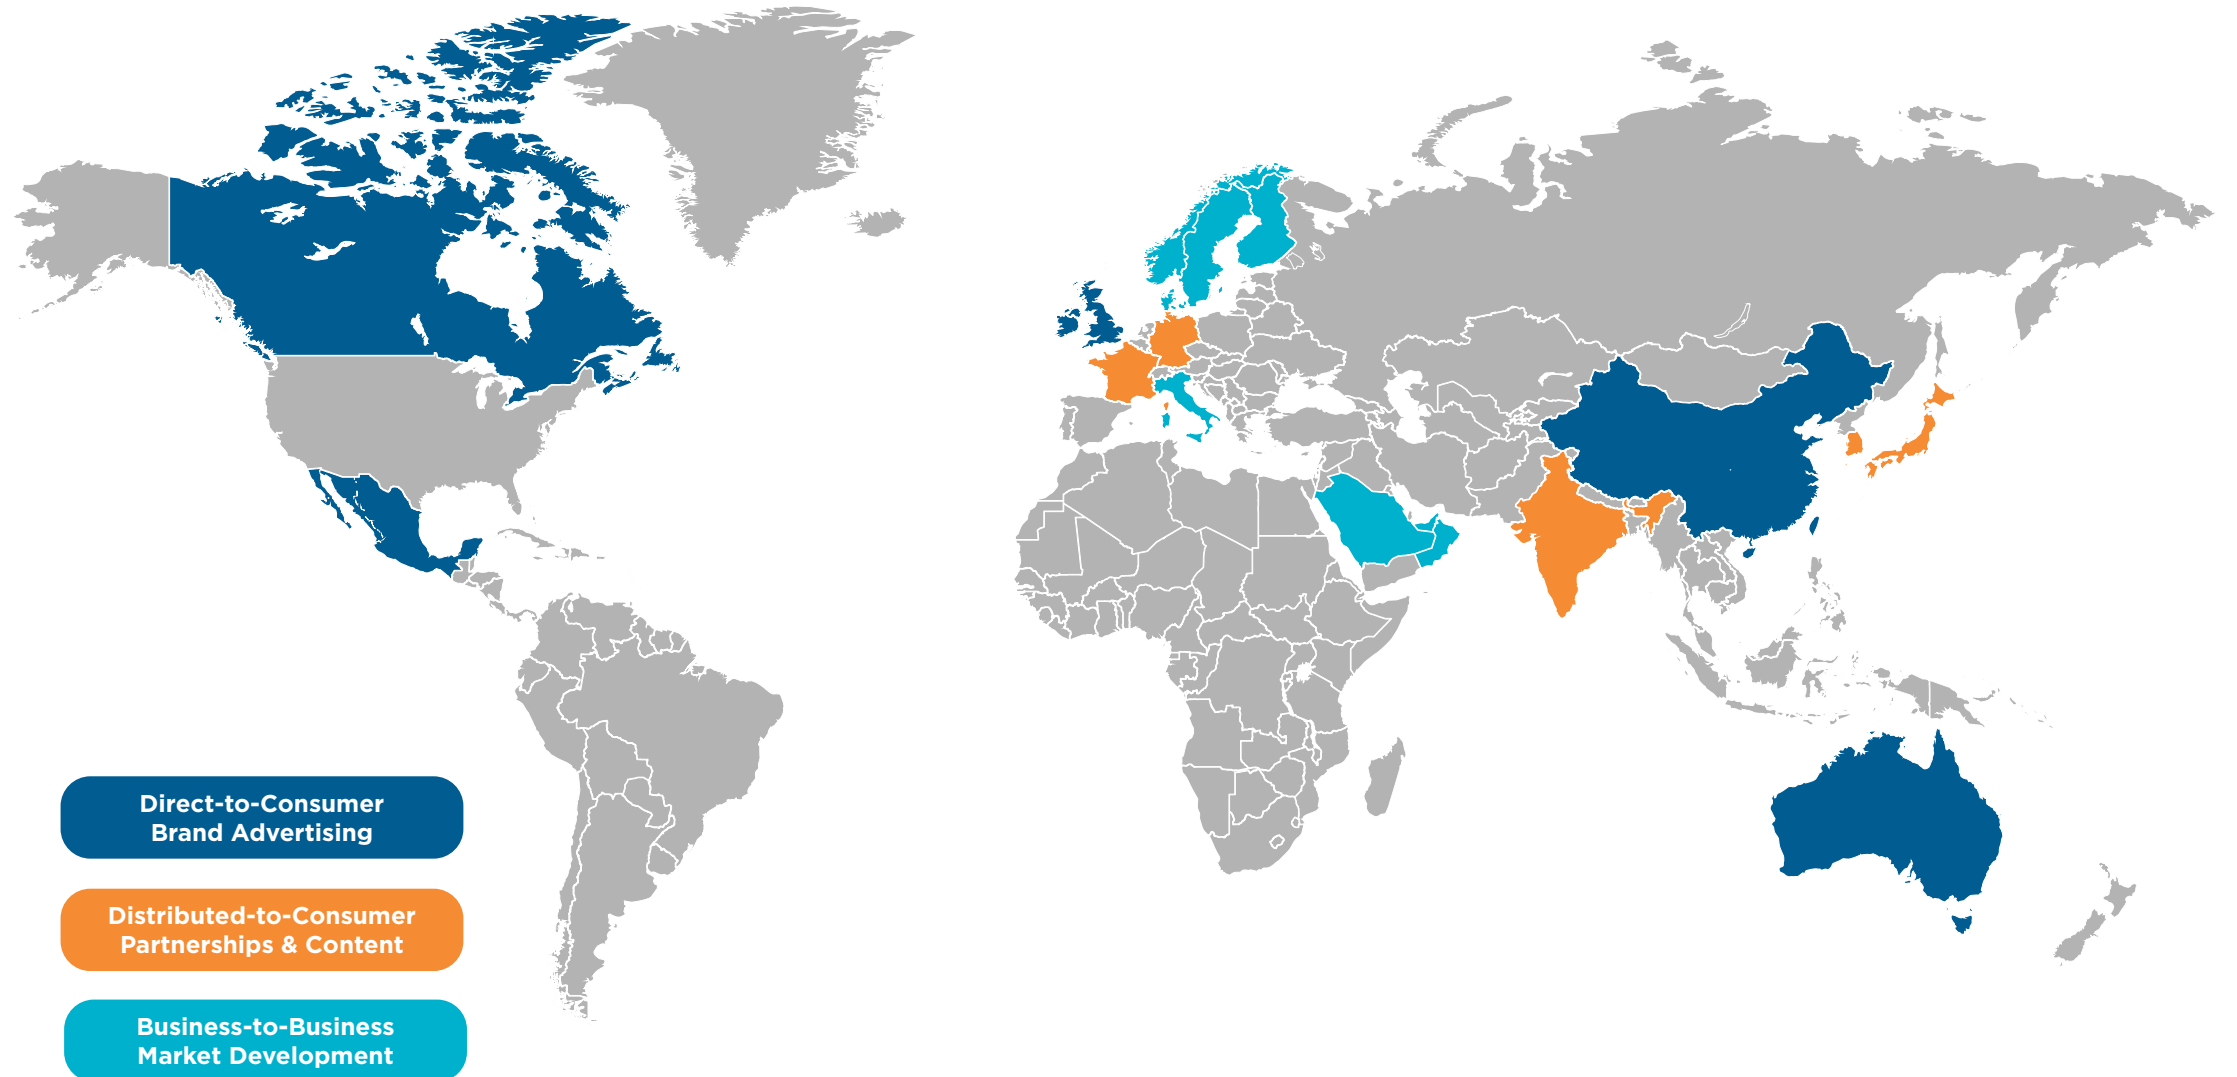 Direct-to-Consumer
Brand Advertising
Distributed-to-Consumer
Partnerships & Content
Business-to-Business
Market Development